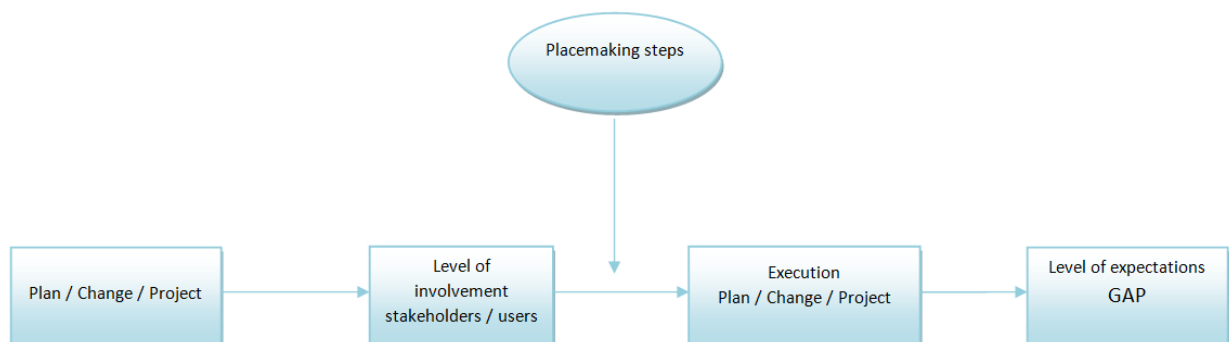 Placemaking steps
Plan / Change / Project
Level of
involvement
stakeholders / users
Execution
Plan / Change / Project
Level of expectations
GAP